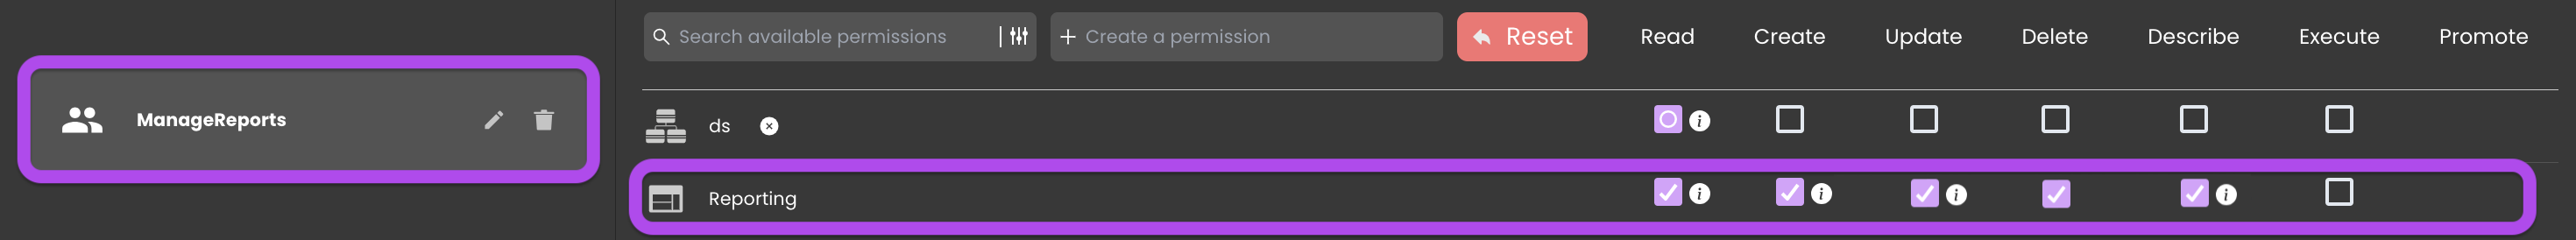 Search available permissions
Create a permission
Reset
Read
Create
Update
Delete
Describe
Execute
Promote
ManageReports
ds
Reporting